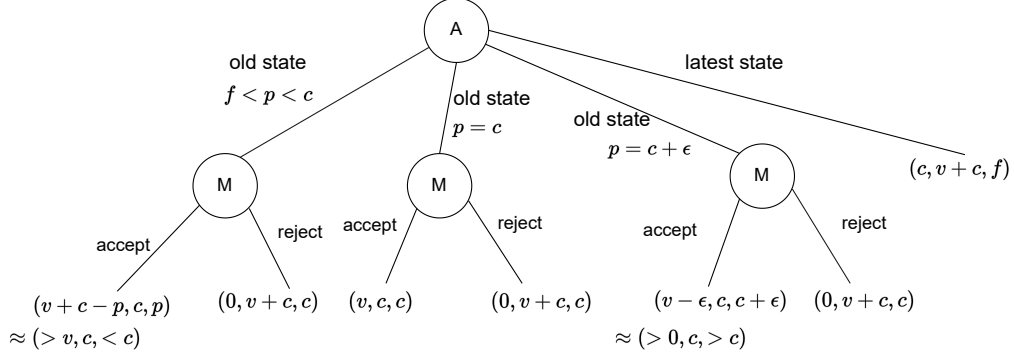 A
old state
f < p < c
latest state
old state
p = c
old state
p = c + ϵ
(c, v + c, f)
M
M
M
accept
reject
accept
reject
accept
reject
(v + c − p, c, p)
(0, v + c, c)
(v, c, c)
(0, v + c, c)
(v − ϵ, c, c + ϵ)
(0, v + c, c)
≈ (> v, c, < c)
≈ (> 0, c, > c)